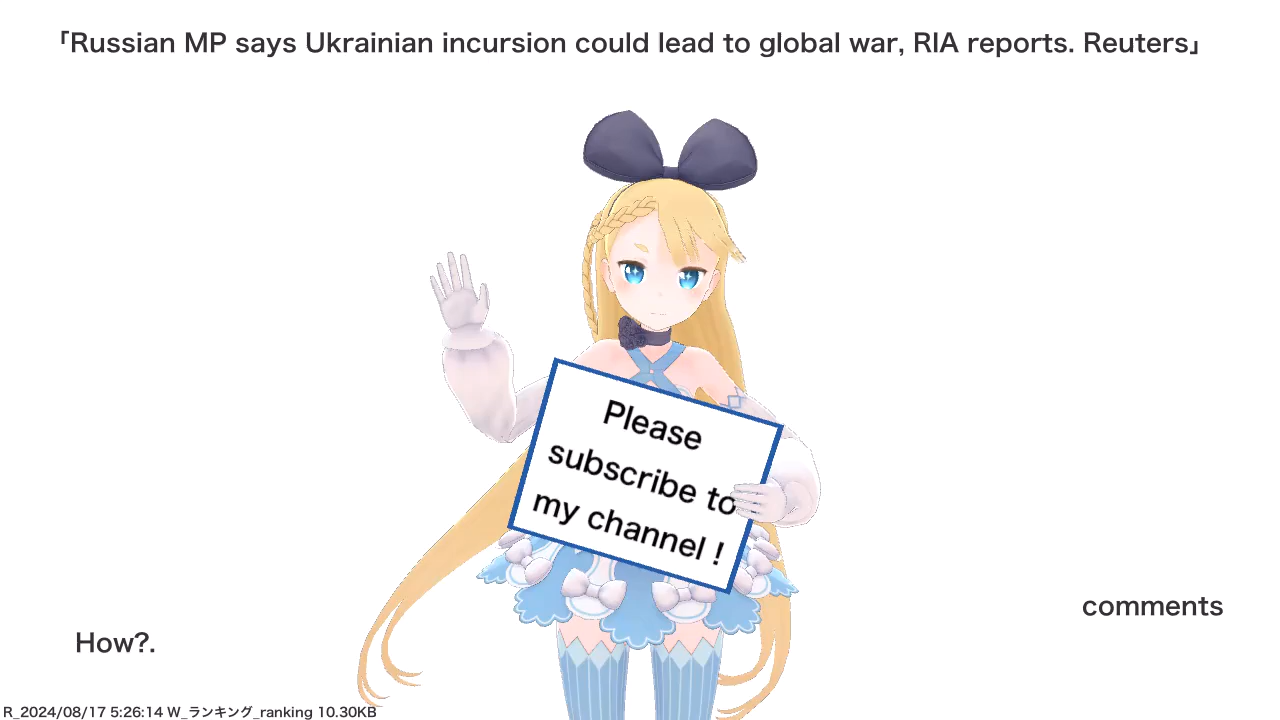 「Russian MP says Ukrainian incursion could lead to global war, RIA reports. Reuters」
Please
subscribe to
my channel !
comments
How?.
R_2024/08/17 5:26:14 W_ランキング_ranking 10.30KB